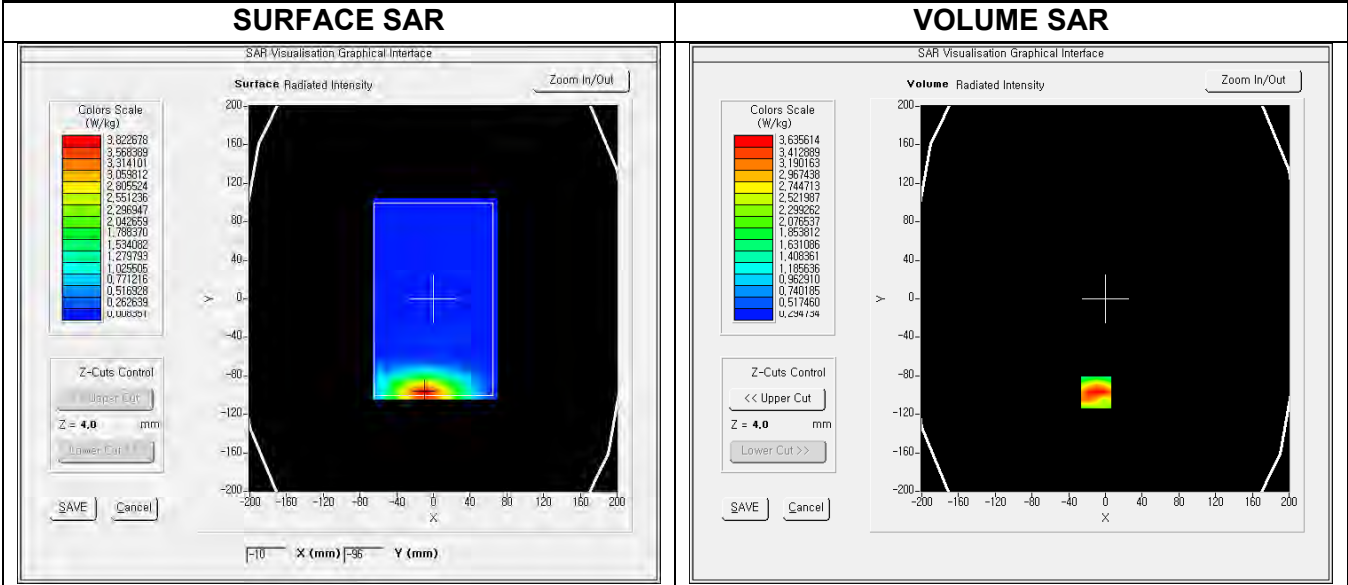 SURFACE SAR
SAR Visualisation Graphical Interface
Surface Radiated Intensity
Zoom In/Out
Colors Scale
(W/kg)
3,822678
3,568389
3,314101
3,059812
2,805524
2,551236
2,296947
2,042659
1,788370
1,534082
1,279793
1,025505
0,771216
0,516928
0,262639
0,008351
Z-Cuts Control
<< Upper Cut
Z = 4,0 mm
Lower Cut >>
SAVE
Cancel
200
160
120
80
40
0
-40
-80
-120
-160
-200
Y
-200 -160 -120 -80 -40 0 40 80 120 160 200
X
-10 X (mm) -96 Y (mm)
VOLUME SAR
SAR Visualisation Graphical Interface
Volume Radiated Intensity
Zoom In/Out
Colors Scale
(W/kg)
3,635614
3,412889
3,190163
2,967438
2,744713
2,521987
2,299262
2,076537
1,853812
1,631086
1,408361
1,185636
0,962910
0,740185
0,517460
0,294734
Z-Cuts Control
<< Upper Cut
Z = 4,0 mm
Lower Cut >>
SAVE
Cancel
200
160
120
80
40
0
-40
-80
-120
-160
-200
Y
-200 -160 -120 -80 -40 0 40 80 120 160 200
X